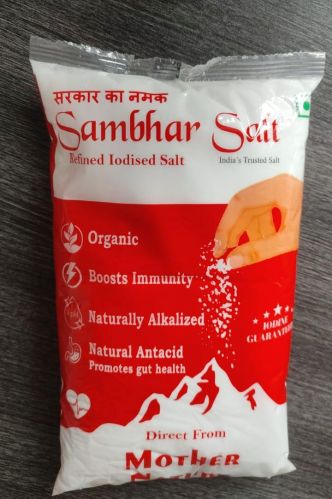 सरकार का नमक
Sambhar Salt
Refined Iodised Salt
India's Trusted Salt
Organic
Boosts Immunity
Naturally Alkalized
Natural Antacid
Promotes gut health
IODINE
Direct From
MOTHER